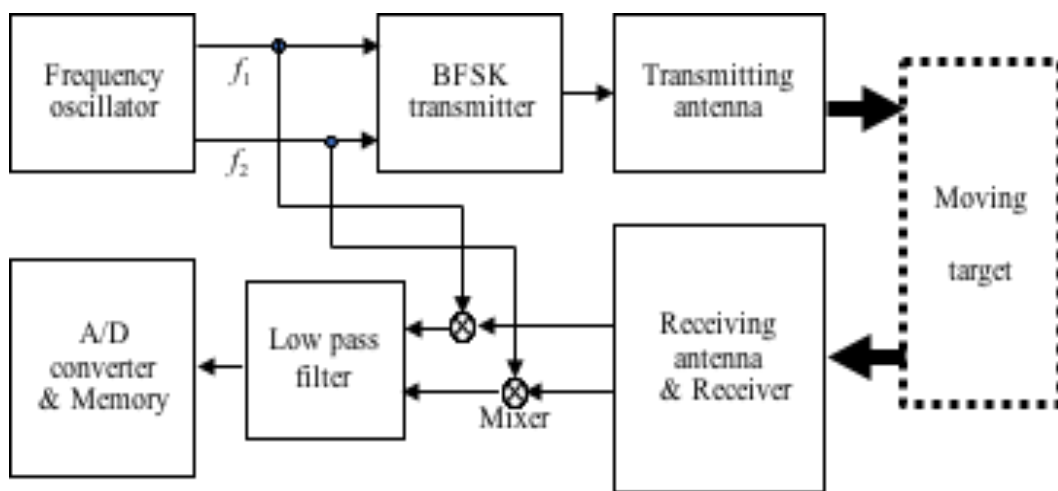 Frequency
oscillator
f1
f2
BFSK
transmitter
Transmitting
antenna
Moving
target
A/D
converter
& Memory
Low pass
filter
Mixer
Receiving
antenna
& Receiver